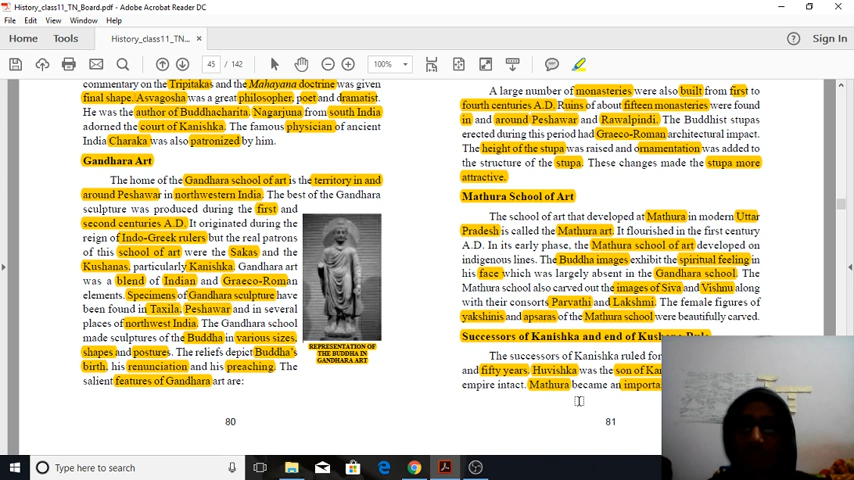 History_class11_TN_Board.pdf - Adobe Acrobat Reader DC
File Edit View Window Help
Home Tools History_class11_TN... × Sign In
45 / 142 100%
commentary on the Tripitakas and the Mahayana doctrine was given
final shape. Asvagosha was a great philosopher, poet and dramatist.
He was the author of Buddhacharita. Nagarjuna from south India
adorned the court of Kanishka. The famous physician of ancient
India Charaka was also patronized by him.
Gandhara Art
The home of the Gandhara school of art is the territory in and
around Peshawar in northwestern India. The best of the Gandhara
sculpture was produced during the first and
second centuries A.D. It originated during the
reign of Indo-Greek rulers but the real patrons
of this school of art were the Sakas and the
Kushanas, particularly Kanishka. Gandhara art
was a blend of Indian and Graeco-Roman
elements. Specimens of Gandhara sculpture have
been found in Taxila, Peshawar and in several
places of northwest India. The Gandhara school
made sculptures of the Buddha in various sizes,
shapes and postures. The reliefs depict Buddha's
birth, his renunciation and his preaching. The
salient features of Gandhara art are:
REPRESENTATION OF
THE BUDDHA IN
GANDHARA ART
80
A large number of monasteries were also built from first to
fourth centuries A.D. Ruins of about fifteen monasteries were found
in and around Peshawar and Rawalpindi. The Buddhist stupas
erected during this period had Graeco-Roman architectural impact.
The height of the stupa was raised and ornamentation was added to
the structure of the stupa. These changes made the stupa more
attractive.
Mathura School of Art
The school of art that developed at Mathura in modern Uttar
Pradesh is called the Mathura art. It flourished in the first century
A.D. In its early phase, the Mathura school of art developed on
indigenous lines. The Buddha images exhibit the spiritual feeling in
his face which was largely absent in the Gandhara school. The
Mathura school also carved out the images of Siva and Vishnu along
with their consorts Parvathi and Lakshmi. The female figures of
yakshinis and apsaras of the Mathura school were beautifully carved.
Successors of Kanishka and end of Kushana Rule
The successors of Kanishka ruled for
and fifty years. Huvishka was the son of Kan
empire intact. Mathura became an importa
81
Type here to search